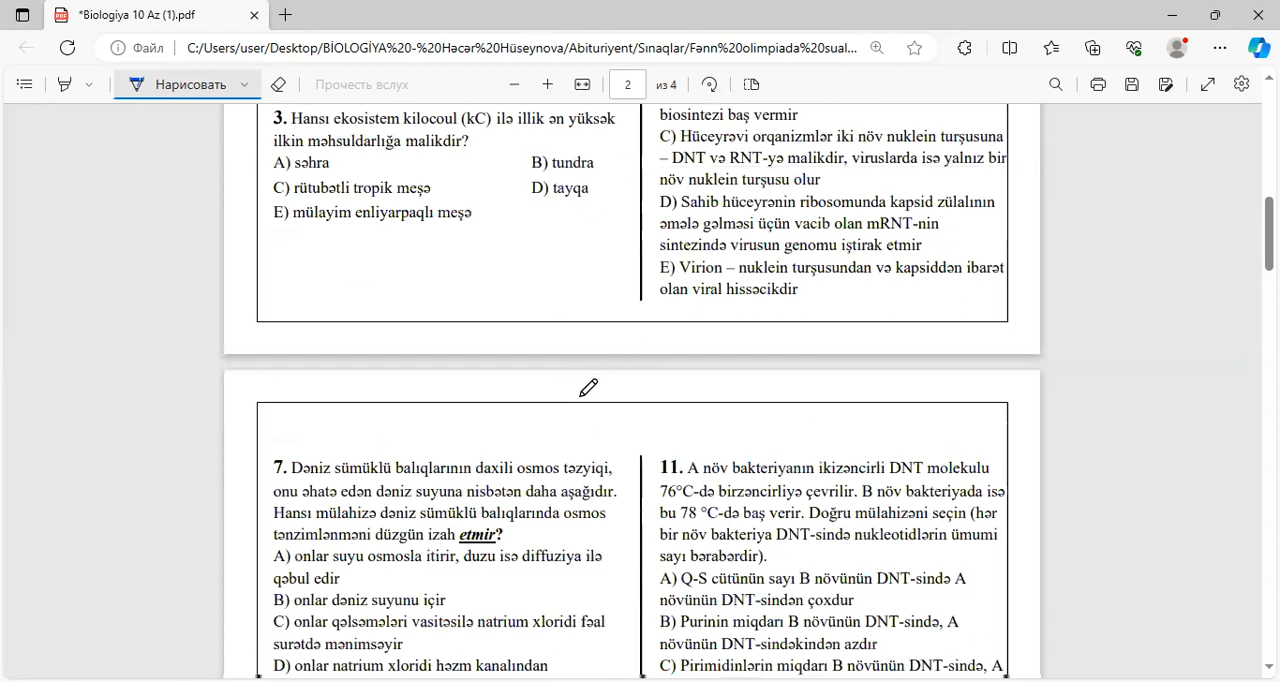 *Biologiya 10 Az (1).pdf
Файл
C:/Users/user/Desktop/BİOLOGİYA%20-%20Həcər%20Hüseynova/Abituriyent/Sınaqlar/Fənn%20olimpiada%20sual...
Нарисовать
Прочесть вслух
2
из 4
3. Hansı ekosistem kilocoul (kC) ilə illik ən yüksək
ilkin məhsuldarlığa malikdir?
A) səhra
B) tundra
C) rütubətli tropik meşə
D) tayqa
E) mülayim enliyarpaqlı meşə
biosintezi baş vermir
C) Hüceyrəvi orqanizmlər iki növ nuklein turşusuna
– DNT və RNT-yə malikdir, viruslarda isə yalnız bir
növ nuklein turşusu olur
D) Sahib hüceyrənin ribosomunda kapsid zülalının
əmələ gəlməsi üçün vacib olan mRNT-nin
sintezində virusun genomu iştirak etmir
E) Virion – nuklein turşusundan və kapsiddən ibarət
olan viral hissəcikdir
7. Dəniz sümüklü balıqlarının daxili osmos təzyiqi,
onu əhatə edən dəniz suyuna nisbətən daha aşağıdır.
Hansı mülahizə dəniz sümüklü balıqlarında osmos
tənzimlənməni düzgün izah etmir?
A) onlar suyu osmosla itirir, duzu isə diffuziya ilə
qəbul edir
B) onlar dəniz suyunu içir
C) onlar qəlsəmələri vasitəsilə natrium xloridi fəal
surətdə mənimsəyir
D) onlar natrium xloridi həzm kanalından
11. A növ bakteriyanın ikizəncirli DNT molekulu
76°C-də birzəncirliyə çevrilir. B növ bakteriyada isə
bu 78 °C-də baş verir. Doğru mülahizəni seçin (hər
bir növ bakteriya DNT-sində nukleotidlərin ümumi
sayı bərabərdir).
A) Q-S cütünün sayı B növünün DNT-sində A
növünün DNT-sindən çoxdur
B) Purinin miqdarı B növünün DNT-sində, A
növünün DNT-sindəkindən azdır
C) Pirimidinlərin miqdarı B növünün DNT-sində, A